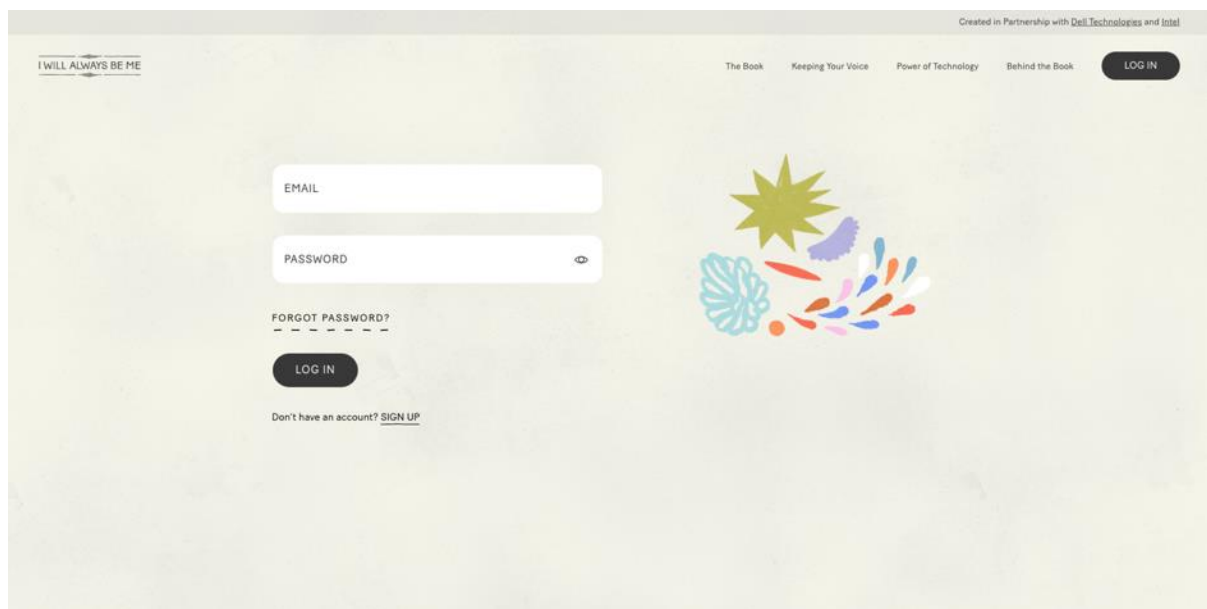 Created in Partnership with Dell Technologies and Intel
I WILL ALWAYS BE ME
The Book Keeping Your Voice Power of Technology Behind the Book LOG IN
EMAIL
PASSWORD
FORGOT PASSWORD?
LOG IN
Don't have an account? SIGN UP